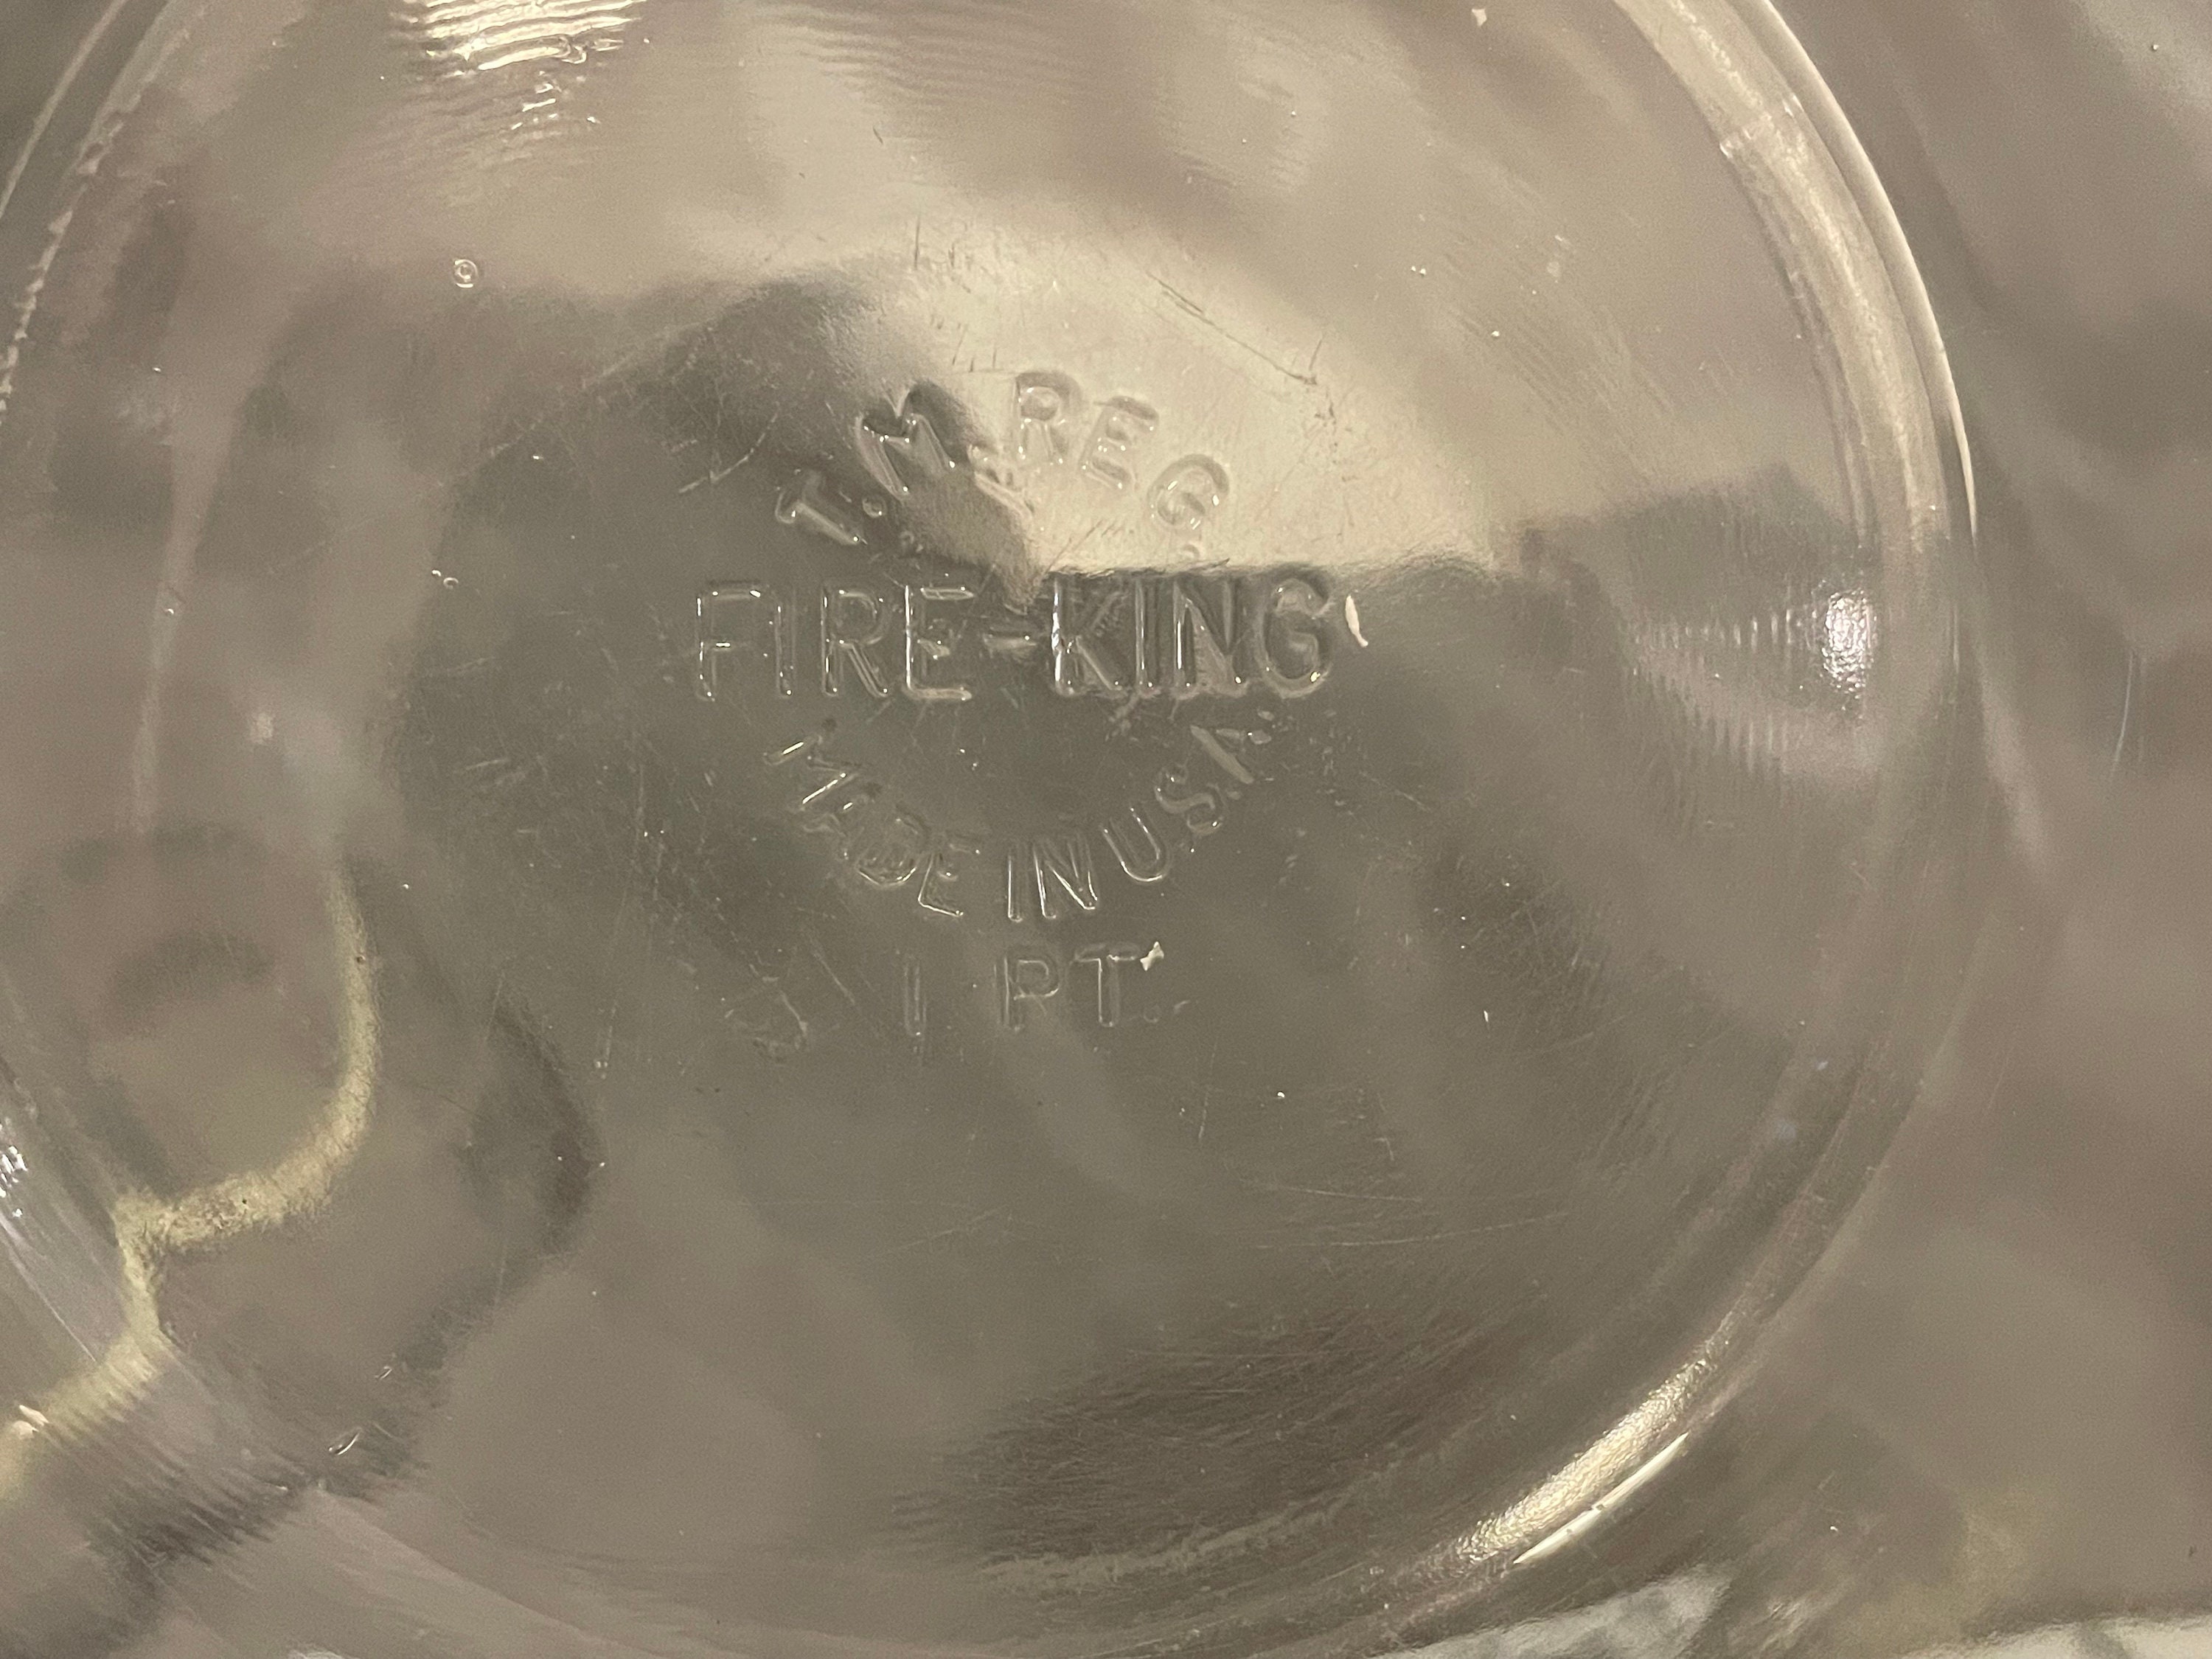 T.M. REG.
FIRE-KING
MADE IN U.S.A.
1 PT.